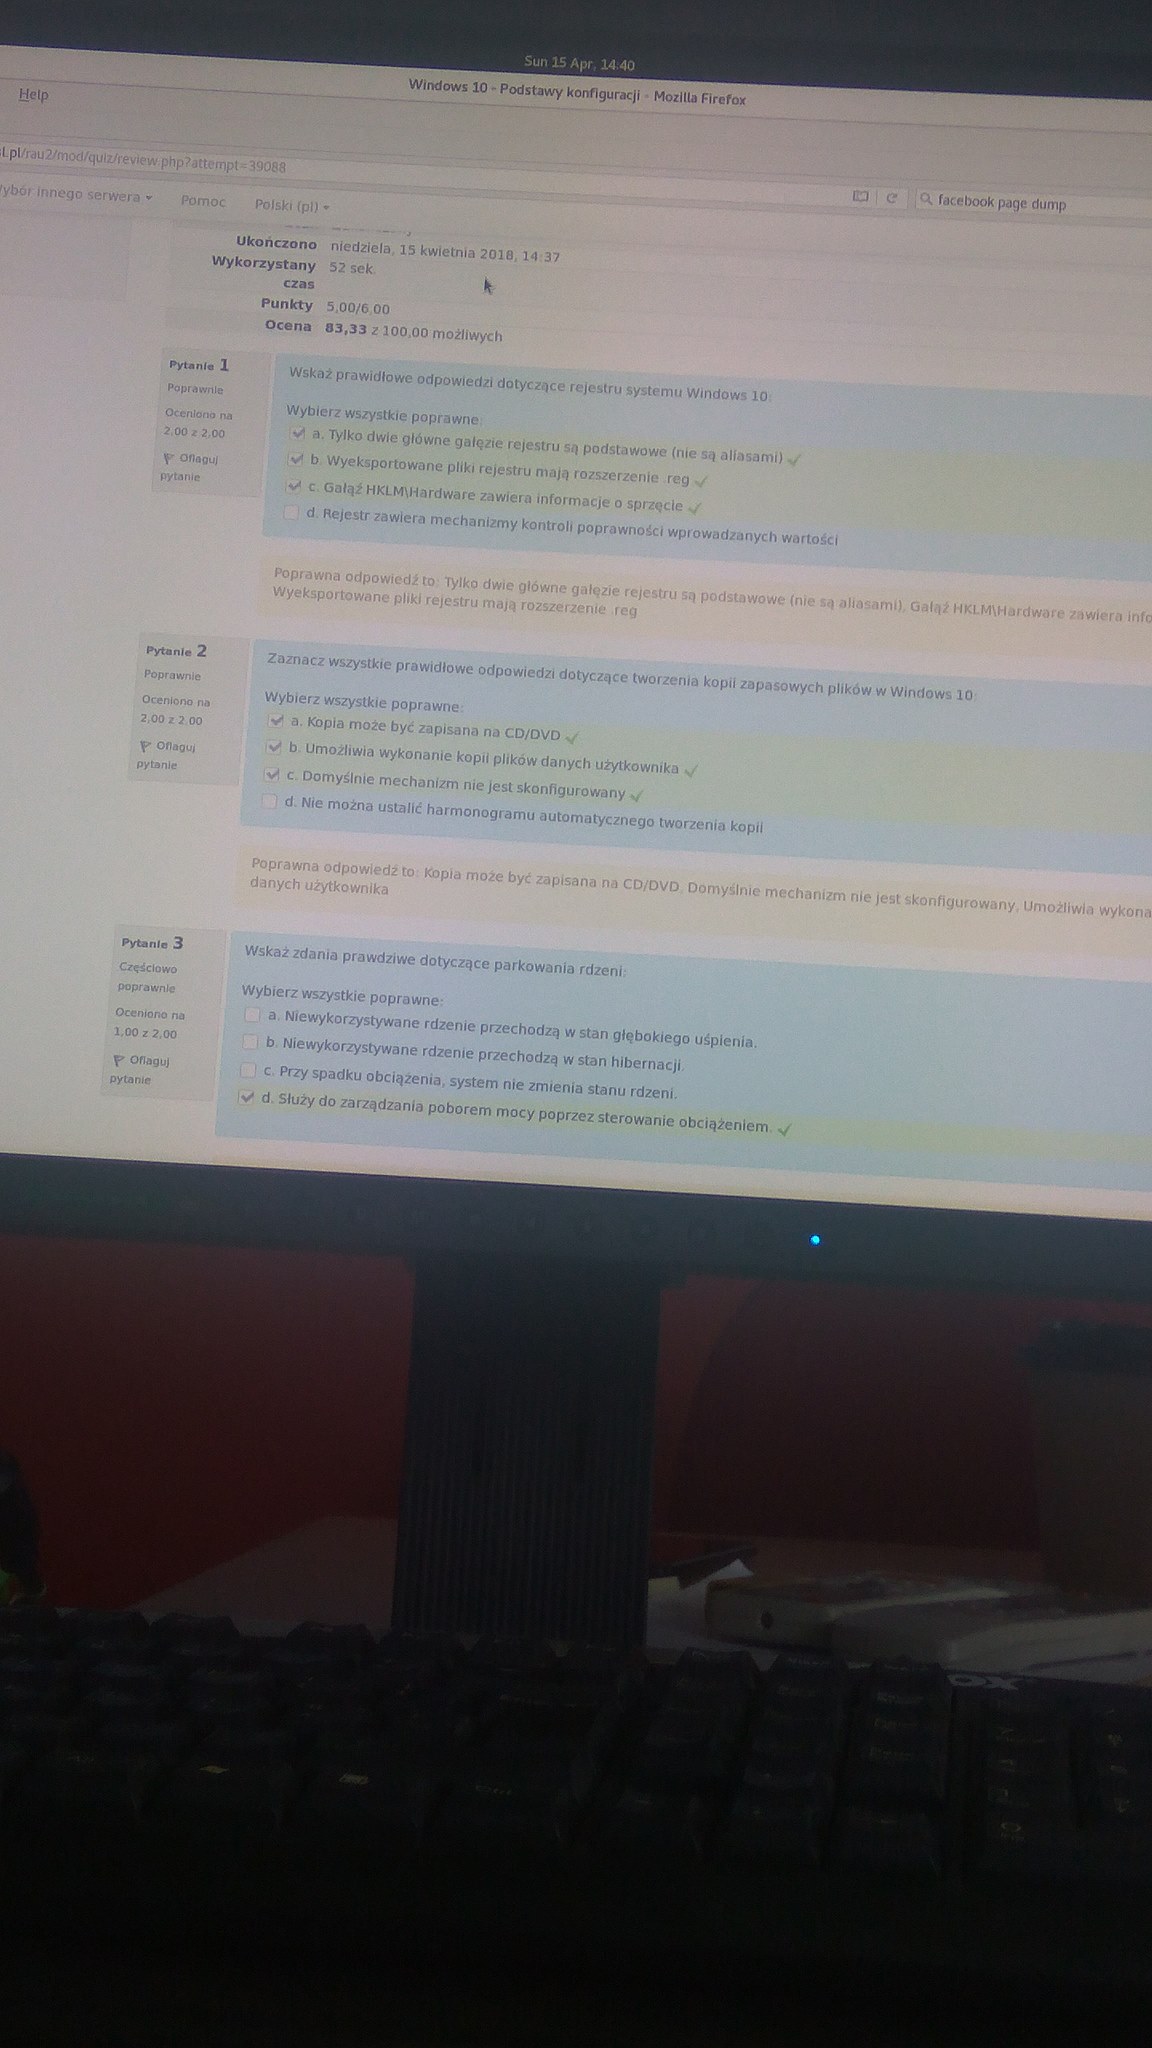 Sun 15 Apr, 14:40
Windows 10 - Podstawy konfiguracji - Mozilla Firefox
Help
l.pl/rau2/mod/quiz/review.php?attempt=39088
facebook page dump
ybór innego serwera
Pomoc
Polski (pl)
Ukończono niedziela, 15 kwietnia 2018, 14:37
Wykorzystany 52 sek.
czas
Punkty 5,00/6,00
Ocena 83,33 z 100,00 możliwych
Pytanie 1
Poprawnie
Oceniono na
2,00 z 2,00
Oflaguj
pytanie
Wskaż prawidłowe odpowiedzi dotyczące rejestru systemu Windows 10:
Wybierz wszystkie poprawne:
a. Tylko dwie główne gałęzie rejestru są podstawowe (nie są aliasami)
b. Wyeksportowane pliki rejestru mają rozszerzenie .reg
c. Gałąź HKLM\Hardware zawiera informacje o sprzęcie
d. Rejestr zawiera mechanizmy kontroli poprawności wprowadzanych wartości
Poprawna odpowiedź to: Tylko dwie główne gałęzie rejestru są podstawowe (nie są aliasami), Gałąź HKLM\Hardware zawiera info
Wyeksportowane pliki rejestru mają rozszerzenie .reg
Pytanie 2
Poprawnie
Oceniono na
2,00 z 2,00
Oflaguj
pytanie
Zaznacz wszystkie prawidłowe odpowiedzi dotyczące tworzenia kopii zapasowych plików w Windows 10:
Wybierz wszystkie poprawne:
a. Kopia może być zapisana na CD/DVD
b. Umożliwia wykonanie kopii plików danych użytkownika
c. Domyślnie mechanizm nie jest skonfigurowany
d. Nie można ustalić harmonogramu automatycznego tworzenia kopii
Poprawna odpowiedź to: Kopia może być zapisana na CD/DVD, Domyślnie mechanizm nie jest skonfigurowany, Umożliwia wykona
danych użytkownika
Pytanie 3
Częściowo
poprawnie
Oceniono na
1,00 z 2,00
Oflaguj
pytanie
Wskaż zdania prawdziwe dotyczące parkowania rdzeni:
Wybierz wszystkie poprawne:
a. Niewykorzystywane rdzenie przechodzą w stan głębokiego uśpienia.
b. Niewykorzystywane rdzenie przechodzą w stan hibernacji.
c. Przy spadku obciążenia, system nie zmienia stanu rdzeni.
d. Służy do zarządzania poborem mocy poprzez sterowanie obciążeniem.
OX